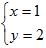 x = 1
y = 2